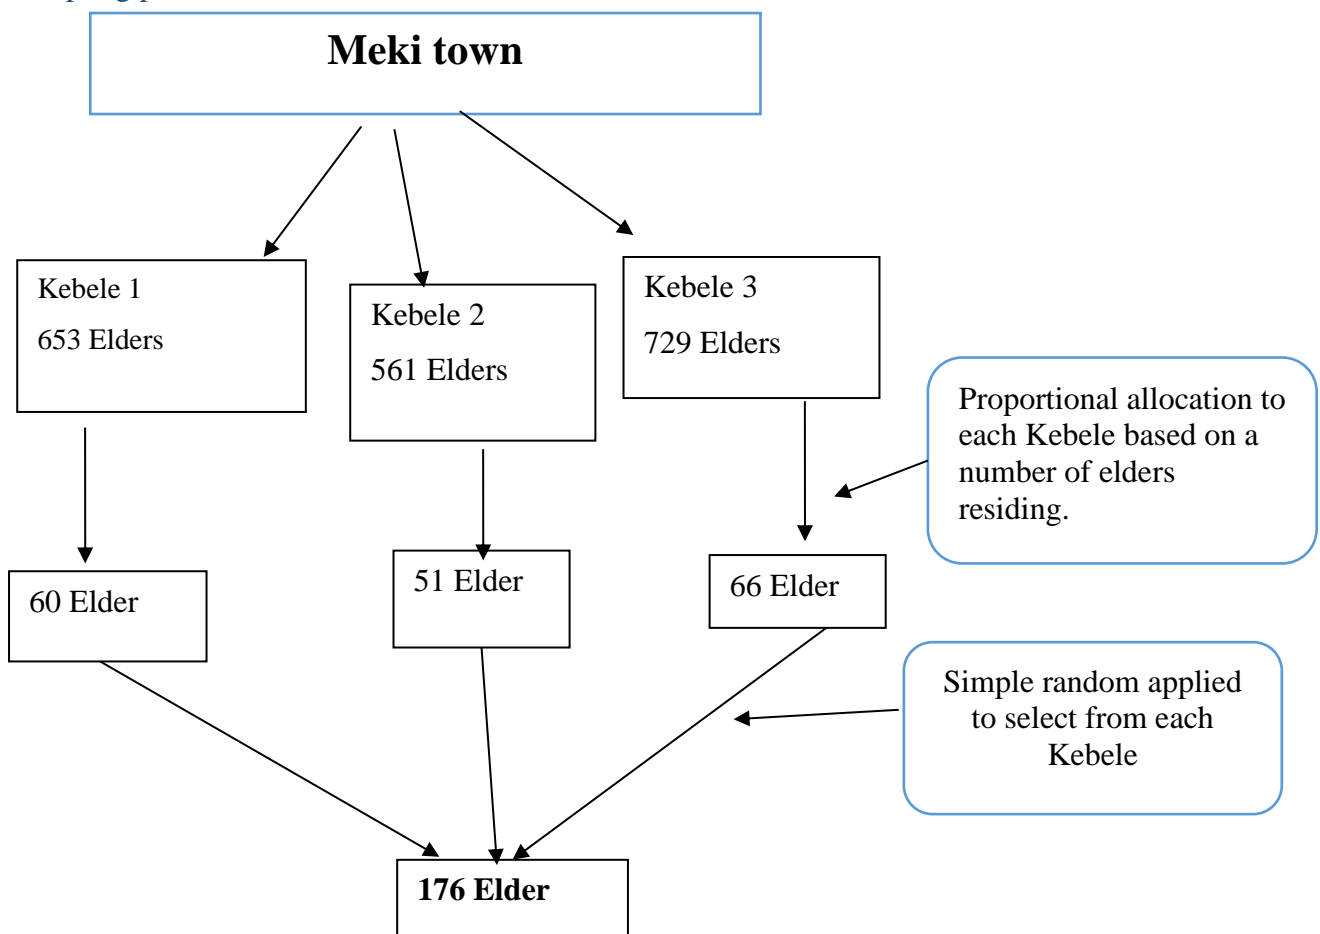 Meki town
Kebele 1
653 Elders
Kebele 2
561 Elders
Kebele 3
729 Elders
Proportional allocation to
each Kebele based on a
number of elders
residing.
60 Elder
51 Elder
66 Elder
Simple random applied
to select from each
Kebele
176 Elder